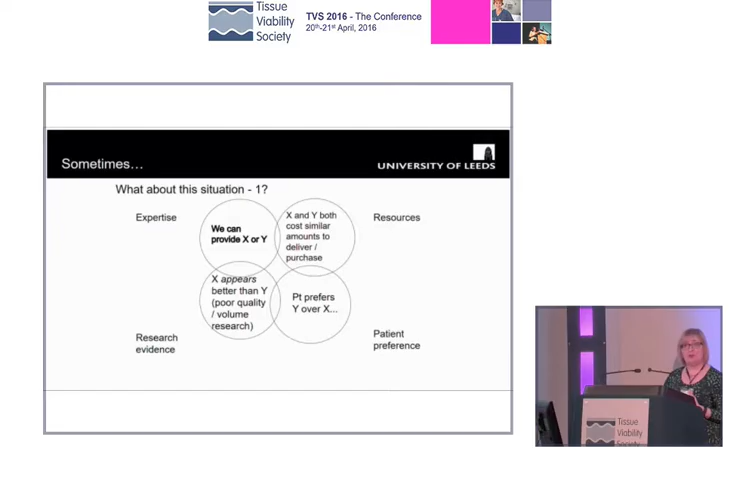 Tissue
Viability
Society
TVS 2016 - The Conference
20th-21st April, 2016
Sometimes...
UNIVERSITY OF LEEDS
What about this situation - 1?
Expertise
We can
provide X or Y
X and Y both
cost similar
amounts to
deliver /
purchase
Resources
X appears
better than Y
(poor quality
/ volume
research)
Pt prefers
Y over X...
Research
evidence
Patient
preference
Tissue
Viability
Society